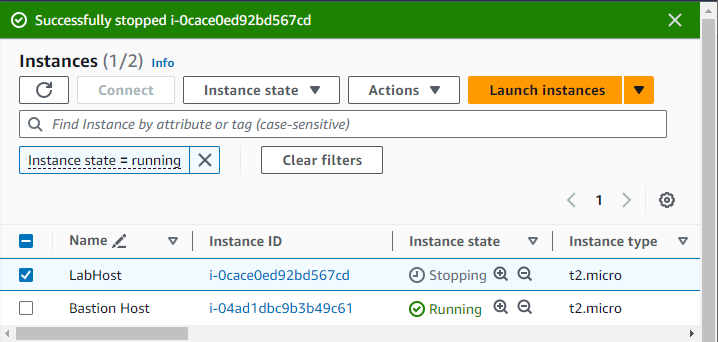 Successfully stopped i-0cace0ed92bd567cd
Instances (1/2) Info
Connect Instance state Actions Launch instances
Find Instance by attribute or tag (case-sensitive)
Instance state = running Clear filters
1
Name Instance ID Instance state Instance type
LabHost i-0cace0ed92bd567cd Stopping t2.micro
Bastion Host i-04ad1dbc9b3b49c61 Running t2.micro